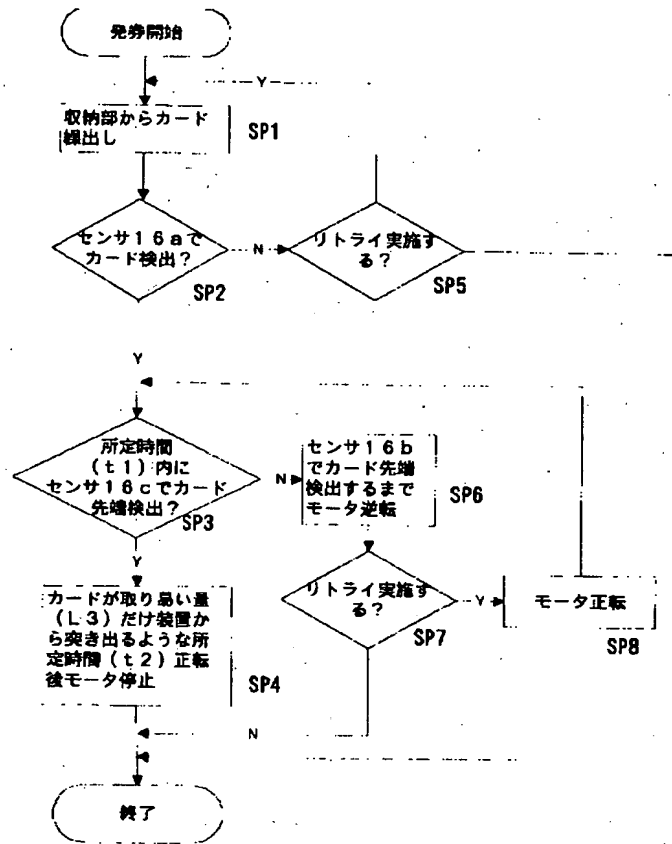 発券開始
Y
収納部からカード
繰出し
SP1
センサ16aで
カード検出?
N
SP2
リトライ実施す
る?
SP5
Y
所定時間
(t1)内に
センサ16cでカード
先端検出?
SP3
N
センサ16b
でカード先端
検出するまで
モータ逆転
SP6
Y
リトライ実施す
る?
SP7
Y
モータ正転
SP8
カードが取り易い量
(L3)だけ装置か
ら突き出るような所
定時間(t2)正転
後モータ停止
SP4
N
終了